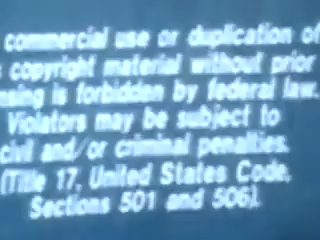 commercial use or duplication of
copyright material without prior
is forbidden by federal law.
Violators may be subject to
civil and/or criminal penalties.
(Title 17, United States Code,
Sections 501 and 506).